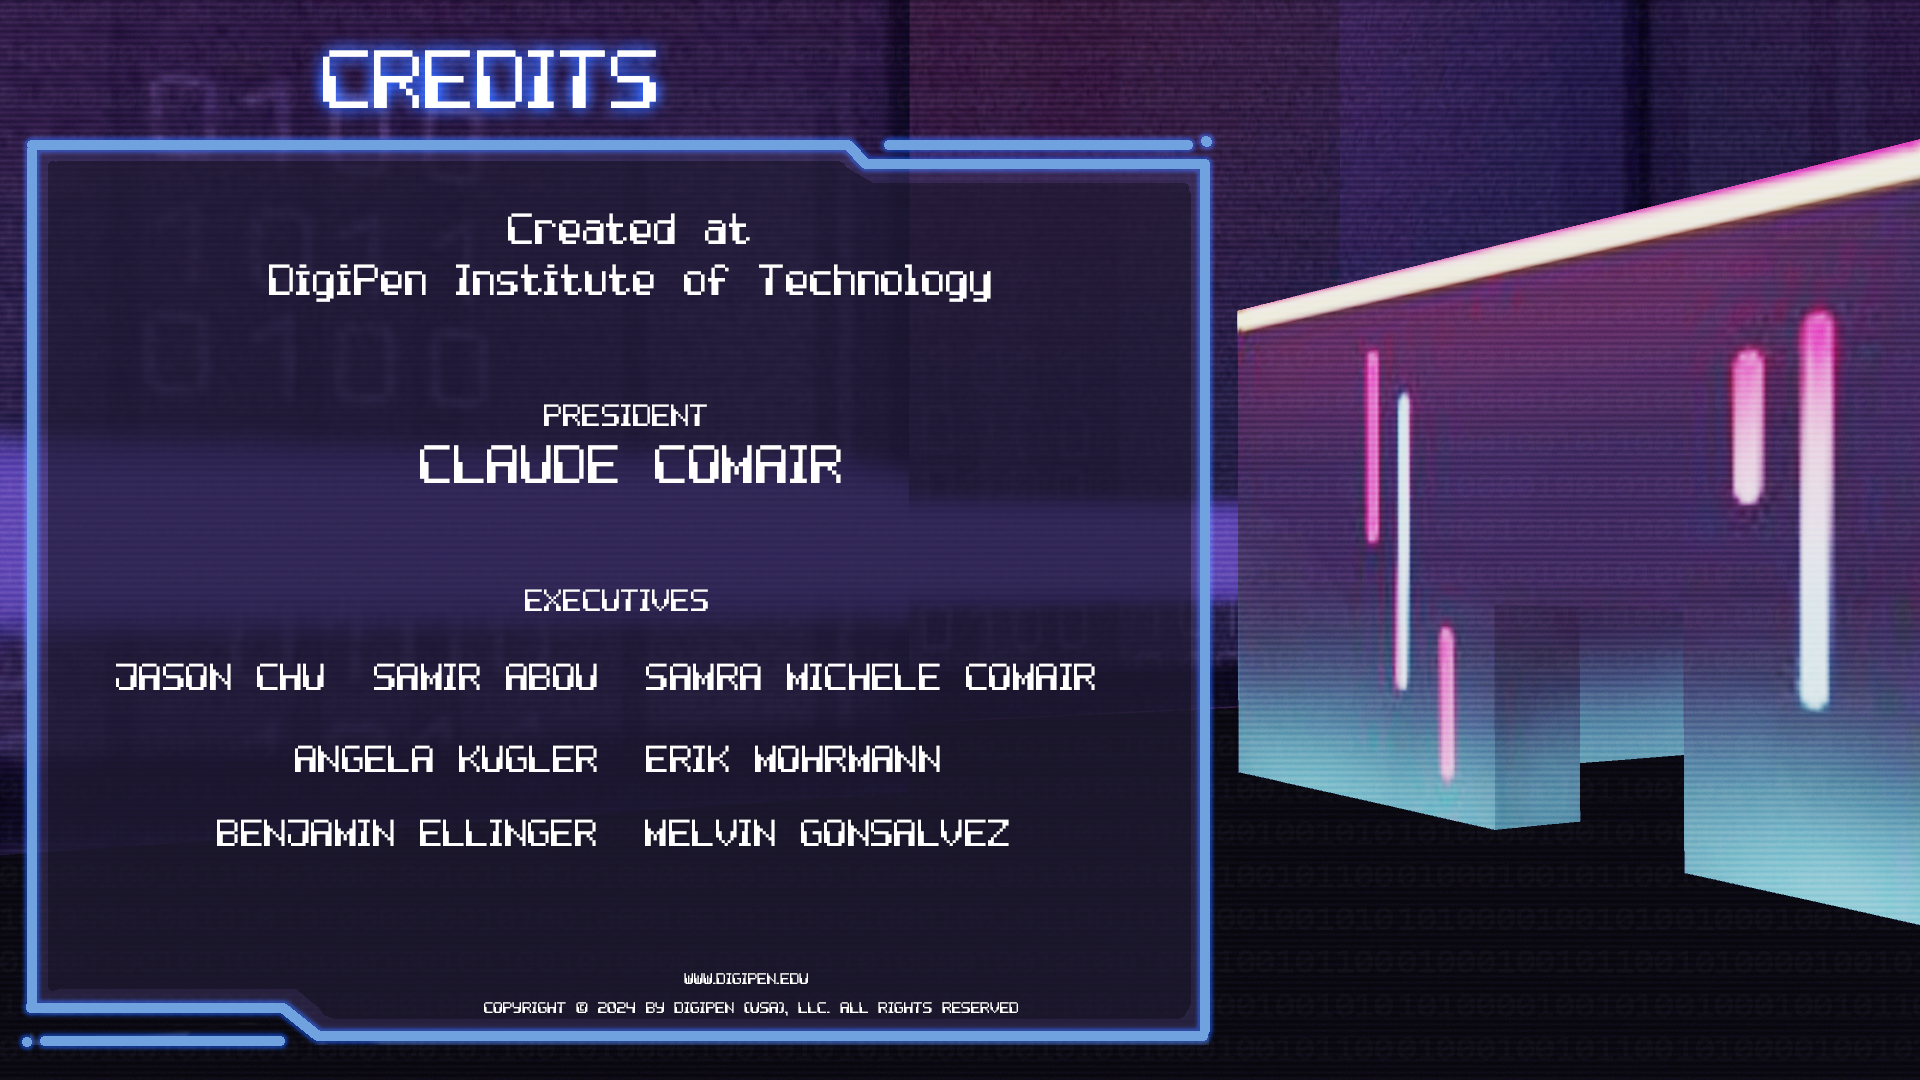 CREDITS
Created at
DigiPen Institute of Technology
PRESIDENT
CLAUDE COMAIR
EXECUTIVES
JASON CHU SAMIR ABOU SAMRA MICHELE COMAIR
ANGELA KUGLER ERIK MOHRMANN
BENJAMIN ELLINGER MELVIN GONSALVEZ
WWW.DIGIPEN.EDU
COPYRIGHT © 2024 BY DIGIPEN (USA), LLC. ALL RIGHTS RESERVED